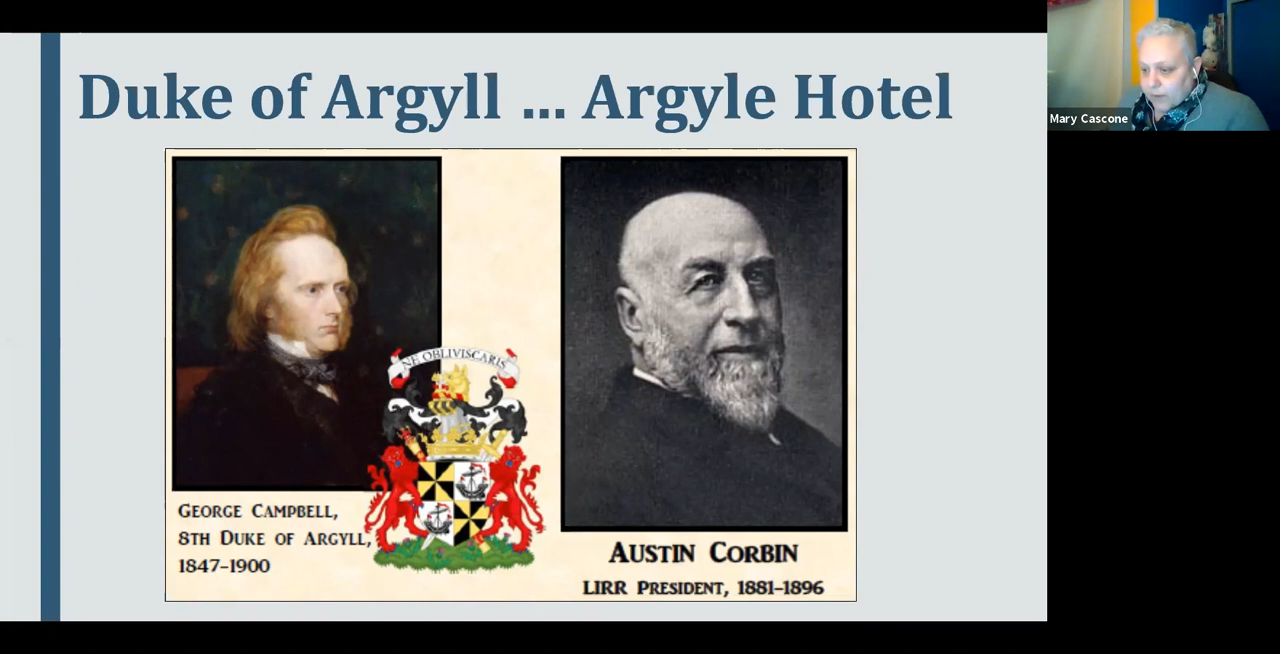 Duke of Argyll ... Argyle Hotel
Mary Cascone
NE OBLIVISCARIS
George Campbell,
8th Duke of Argyll,
1847–1900
Austin Corbin
LIRR President, 1881–1896